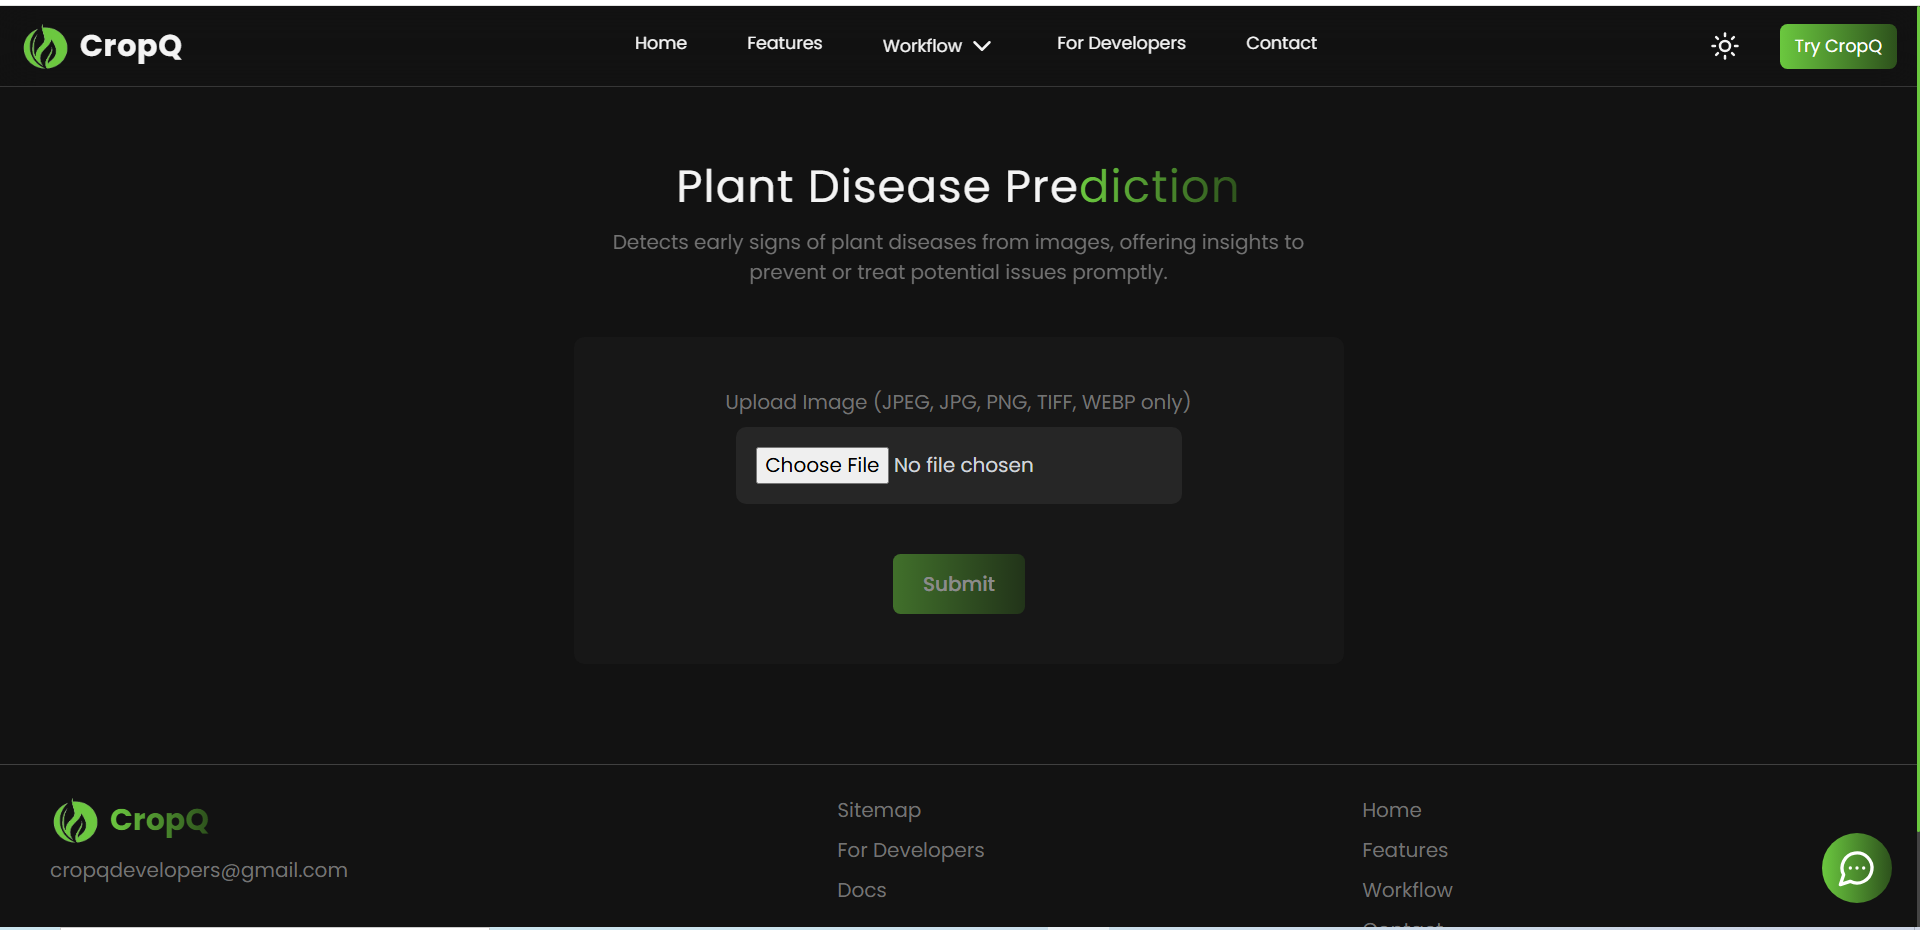 CropQ
Home
Features
Workflow
For Developers
Contact
Try CropQ
Plant Disease Prediction
Detects early signs of plant diseases from images, offering insights to
prevent or treat potential issues promptly.
Upload Image (JPEG, JPG, PNG, TIFF, WEBP only)
Choose File No file chosen
Submit
CropQ
cropqdevelopers@gmail.com
Sitemap
For Developers
Docs
Home
Features
Workflow